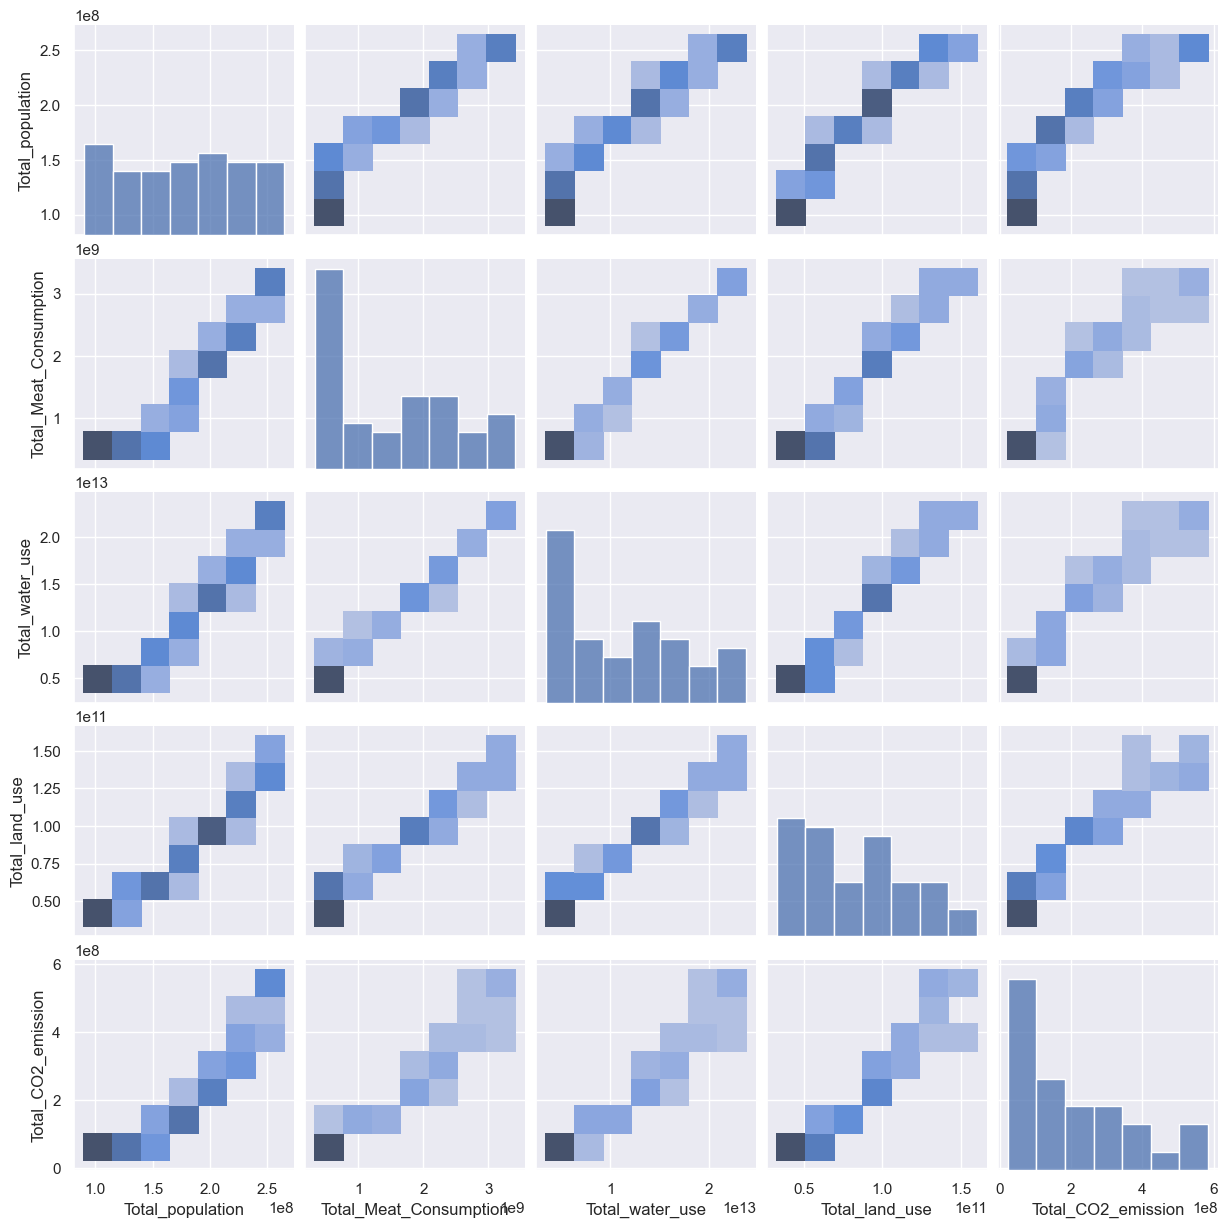 1e8
2.5
2.0
1.5
1.0
Total_population
1e9
3
2
1
Total_Meat_Consumption
1e13
2.0
1.5
1.0
0.5
Total_water_use
1e11
1.50
1.25
1.00
0.75
0.50
Total_land_use
1e8
6
4
2
0
Total_CO2_emission
1.0 1.5 2.0 2.5 1 2 3 1 2 0.5 1.0 1.5 0 2 4 6
Total_population 1e8 Total_Meat_Consumption 1e9 Total_water_use 1e13 Total_land_use 1e11 Total_CO2_emission 1e8